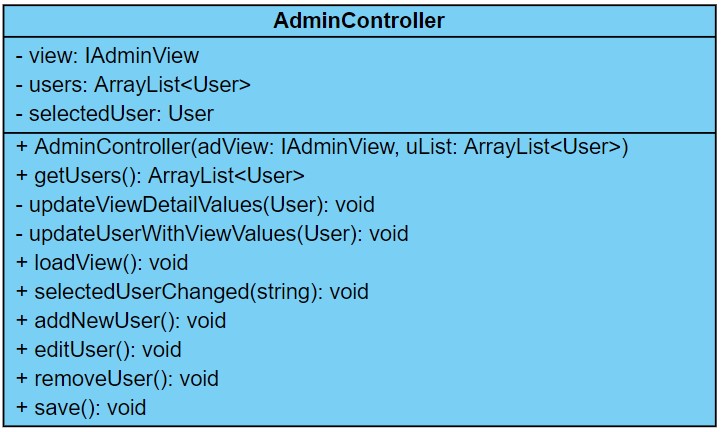 AdminController
- view: IAdminView
- users: ArrayList<User>
- selectedUser: User
+ AdminController(adView: IAdminView, uList: ArrayList<User>)
+ getUsers(): ArrayList<User>
- updateViewDetailValues(User): void
- updateUserWithViewValues(User): void
+ loadView(): void
+ selectedUserChanged(string): void
+ addNewUser(): void
+ editUser(): void
+ removeUser(): void
+ save(): void